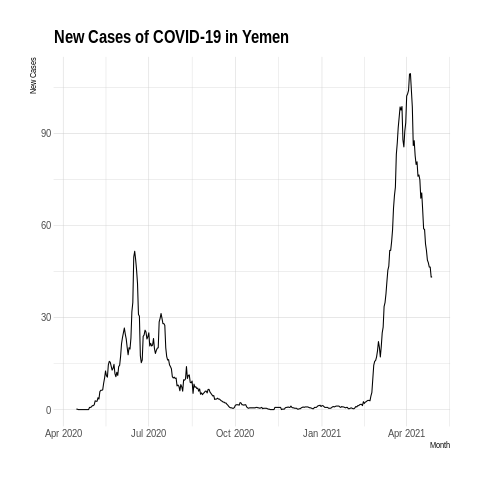 New Cases of COVID-19 in Yemen
New Cases
90
60
30
0
Apr 2020 Jul 2020 Oct 2020 Jan 2021 Apr 2021
Month